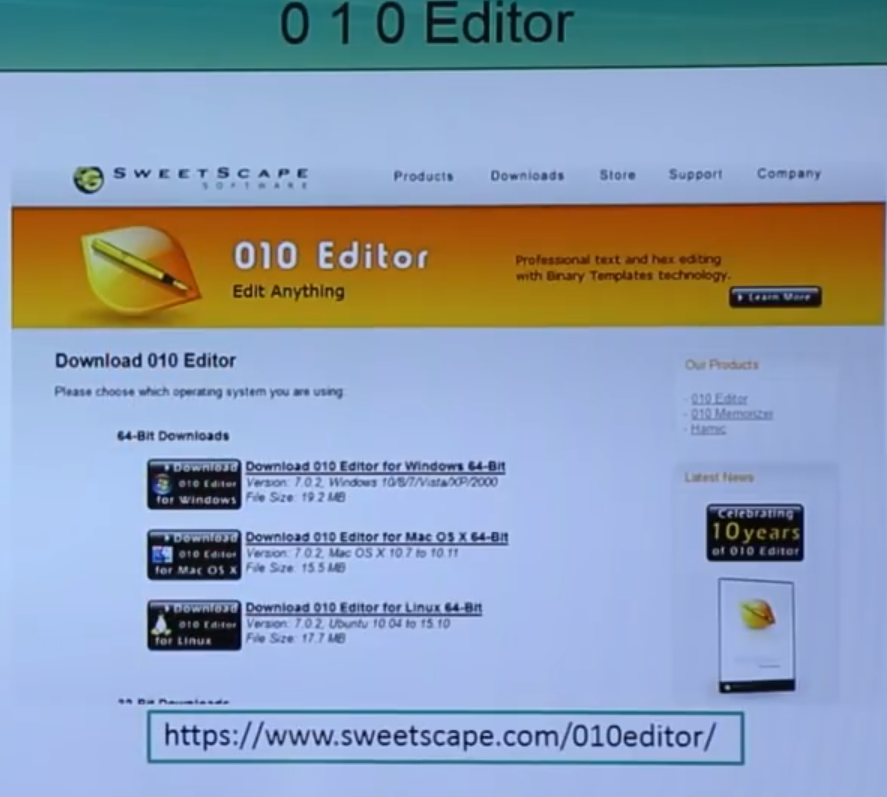 0 1 0 Editor
SWEETSCAPE
SOFTWARE
Products Downloads Store Support Company
010 Editor
Edit Anything
Professional text and hex editing
with Binary Templates technology.
Learn More
Download 010 Editor
Please choose which operating system you are using:
64-Bit Downloads
Download
010 Editor
for Windows
Download 010 Editor for Windows 64-Bit
Version: 7.0.2, Windows 10/8/7/Vista/XP/2000
File Size: 19.2 MB
Download
010 Editor
for Mac OS X
Download 010 Editor for Mac OS X 64-Bit
Version: 7.0.2, Mac OS X 10.7 to 10.11
File Size: 15.5 MB
Download
010 Editor
for Linux
Download 010 Editor for Linux 64-Bit
Version: 7.0.2, Ubuntu 10.04 to 15.10
File Size: 17.7 MB
Our Products
- 010 Editor
- 010 Memorizer
- Hamic
Latest News
Celebrating
10 years
of 010 Editor
32-Bit Downloads
https://www.sweetscape.com/010editor/